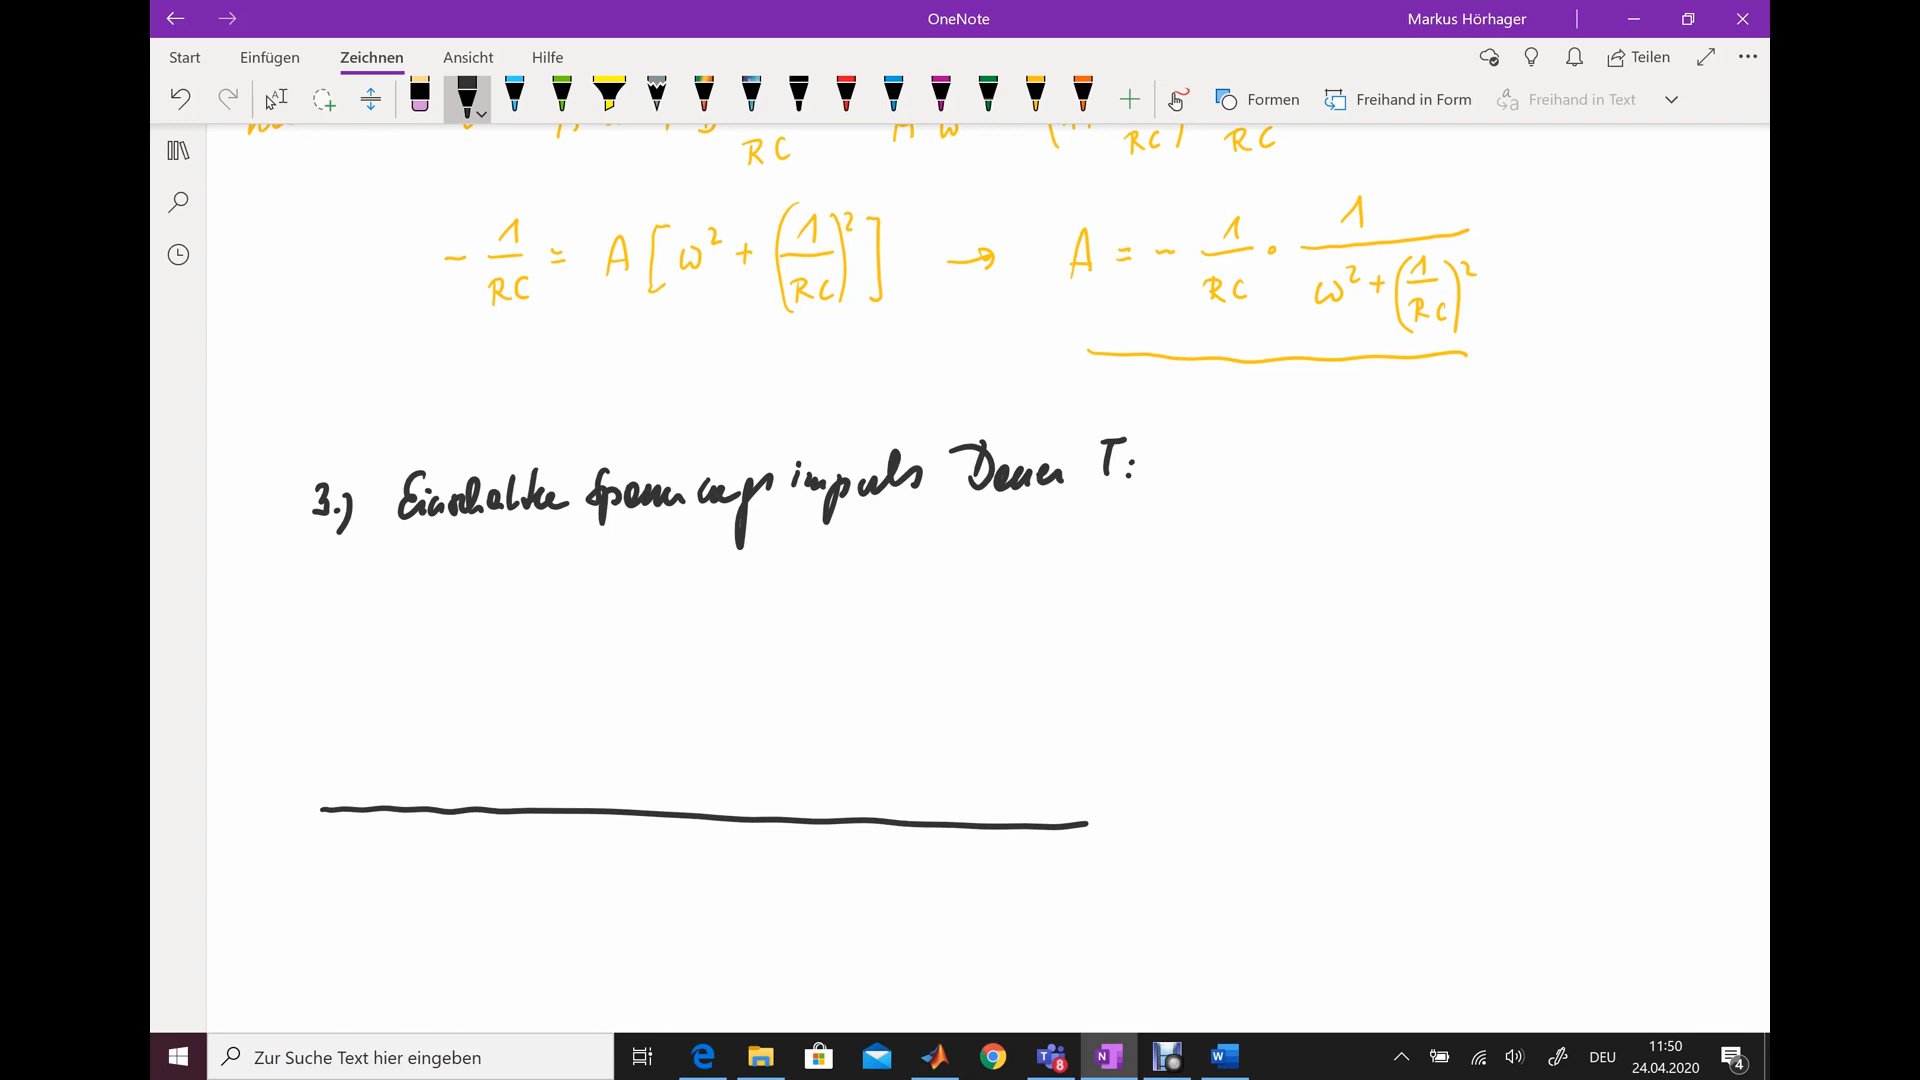 OneNote
Markus Hörhager
Start Einfügen Zeichnen Ansicht Hilfe
Teilen
Formen Freihand in Form Freihand in Text
RC A ω RC) RC
- 1/RC = A [ω² + (1/RC)²] → A = - 1/RC · 1/(ω² + (1/RC)²)
3.) Einschalten Spannungsimpuls Dauer T:
Zur Suche Text hier eingeben
8
DEU
11:50
24.04.2020
4